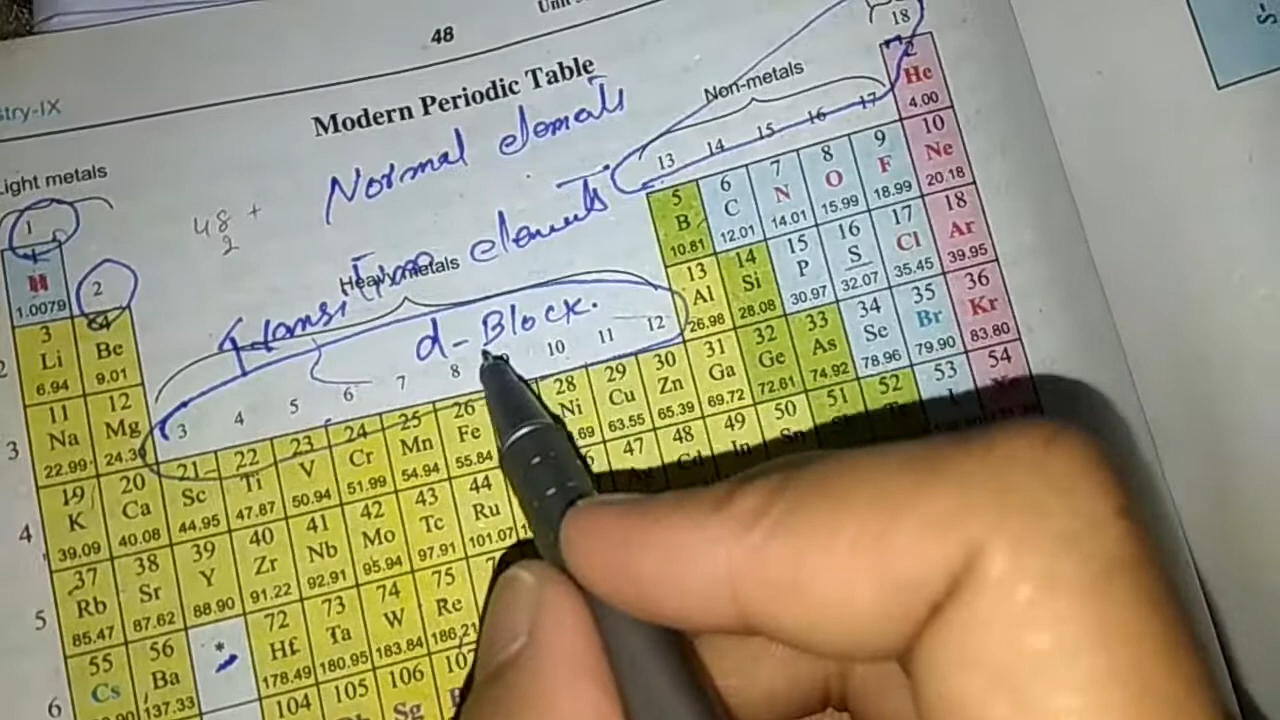 48
stry-IX
Modern Periodic Table
Light metals
Non-metals
Heavy metals
Normal
elements
d-Block.
48 +
2
18
1
2
13 14 15 16 17
3 4 5 6 7 8 10 11 12
2
He
4.00
H
1.0079
3 4
Li Be
6.94 9.01
5 6 7 8 9 10
B C N O F Ne
10.81 12.01 14.01 15.99 18.99 20.18
3
11 12
Na Mg
22.99
13 14 15 16 17 18
Al Si P S Cl Ar
26.98 28.08 30.97 32.07 35.45 39.95
4
19 20 21 22 23 24 25 26 28 29 30 31 32 33 34 35 36
K Ca Sc Ti V Cr Mn Fe Ni Cu Zn Ga Ge As Se Br Kr
39.09 40.08 44.95 47.87 50.94 51.99 54.94 55.84 .69 63.55 65.39 69.72 72.61 74.92 78.96 79.90 83.80
5
37 38 39 40 41 42 43 44 47 48 49 50 51 52 53 54
Rb Sr Y Zr Nb Mo Tc Ru Cd In Sn
85.47 87.62 88.90 91.22 92.91 95.94 97.91 101.07
6
55 56 * 72 73 74 75
Cs Ba Hf Ta W Re
137.33 178.49 180.95 183.84 186.21
104 105 106 107
Sg